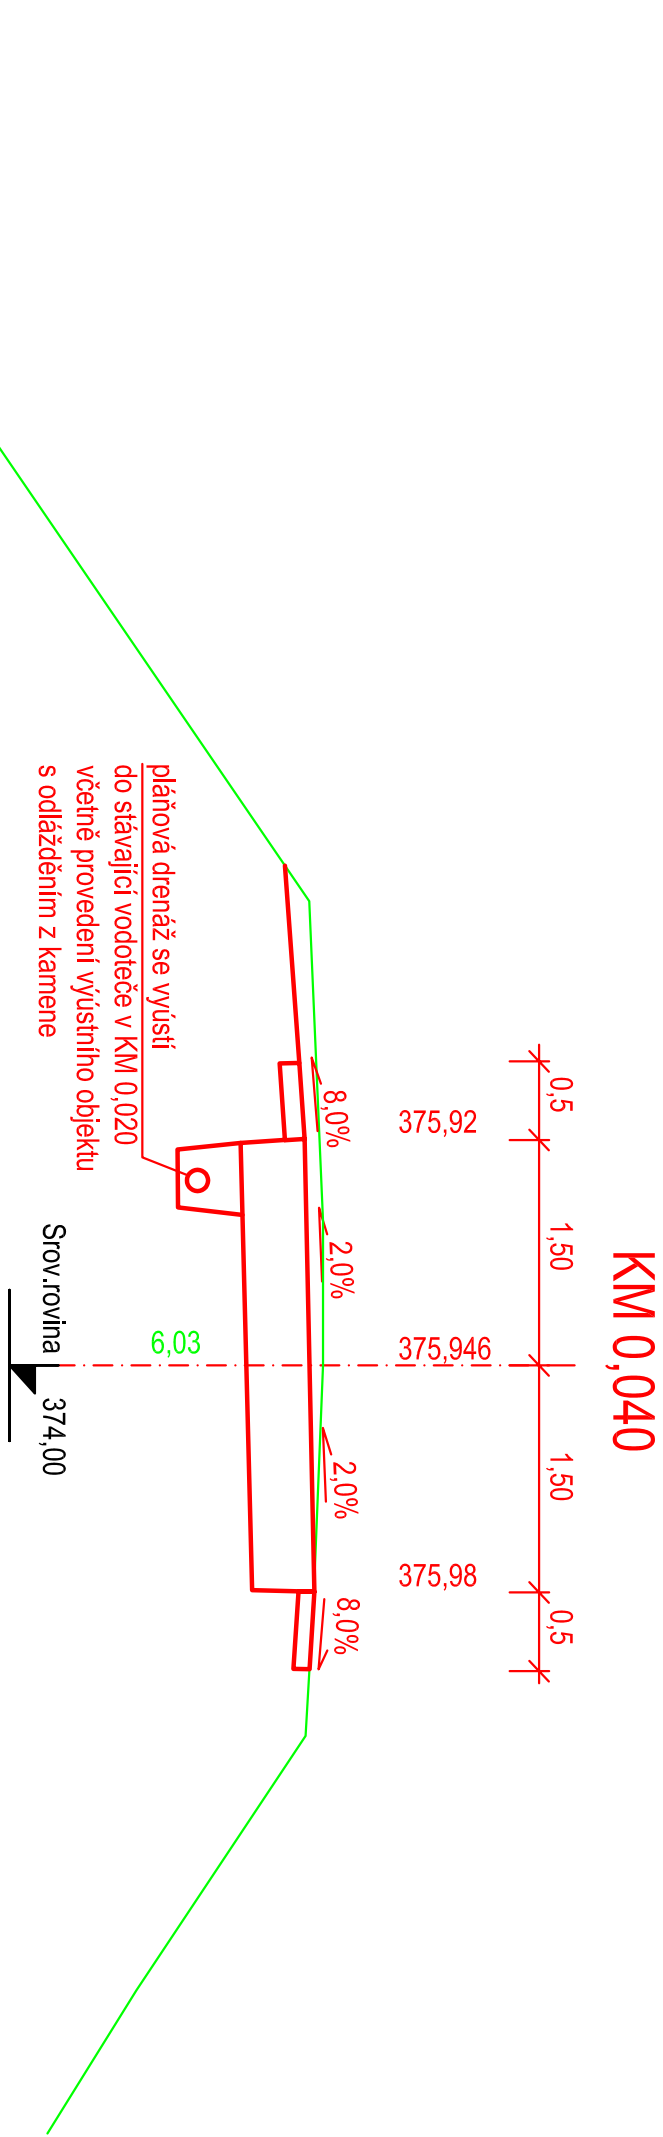 KM 0,040
0,5
1,50
1,50
0,5
375,92
375,946
375,98
8,0%
2,0%
2,0%
8,0%
6,03
pláňová drenáž se vyústí
do stávající vodoteče v KM 0,020
včetně provedení výústního objektu
s odlážděním z kamene
Srov.rovina 374,00